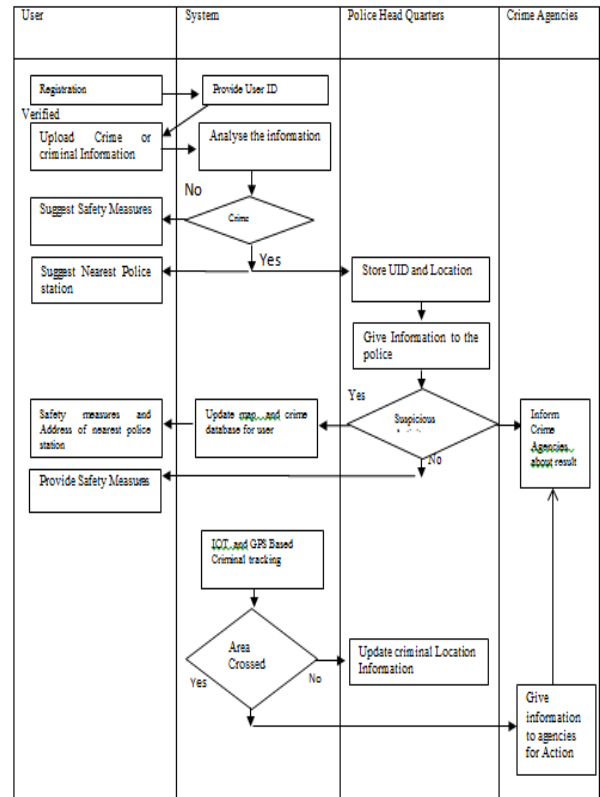 User
System
Police Head Quarters
Crime Agencies
Registration
Provide User ID
Verified
Upload Crime or
criminal Information
Analyse the information
No
Suggest Safety Measures
Crime
Yes
Suggest Nearest Police
station
Store UID and Location
Give Information to the
police
Yes
Safety measures and
Address of nearest police
station
Update map and crime
database for user
Suspicious
Inform
Crime
Agencies
about result
No
Provide Safety Measures
IOT and GPS Based
Criminal tracking
Area
Crossed
Yes
No
Update criminal Location
Information
Give
information
to agencies
for Action